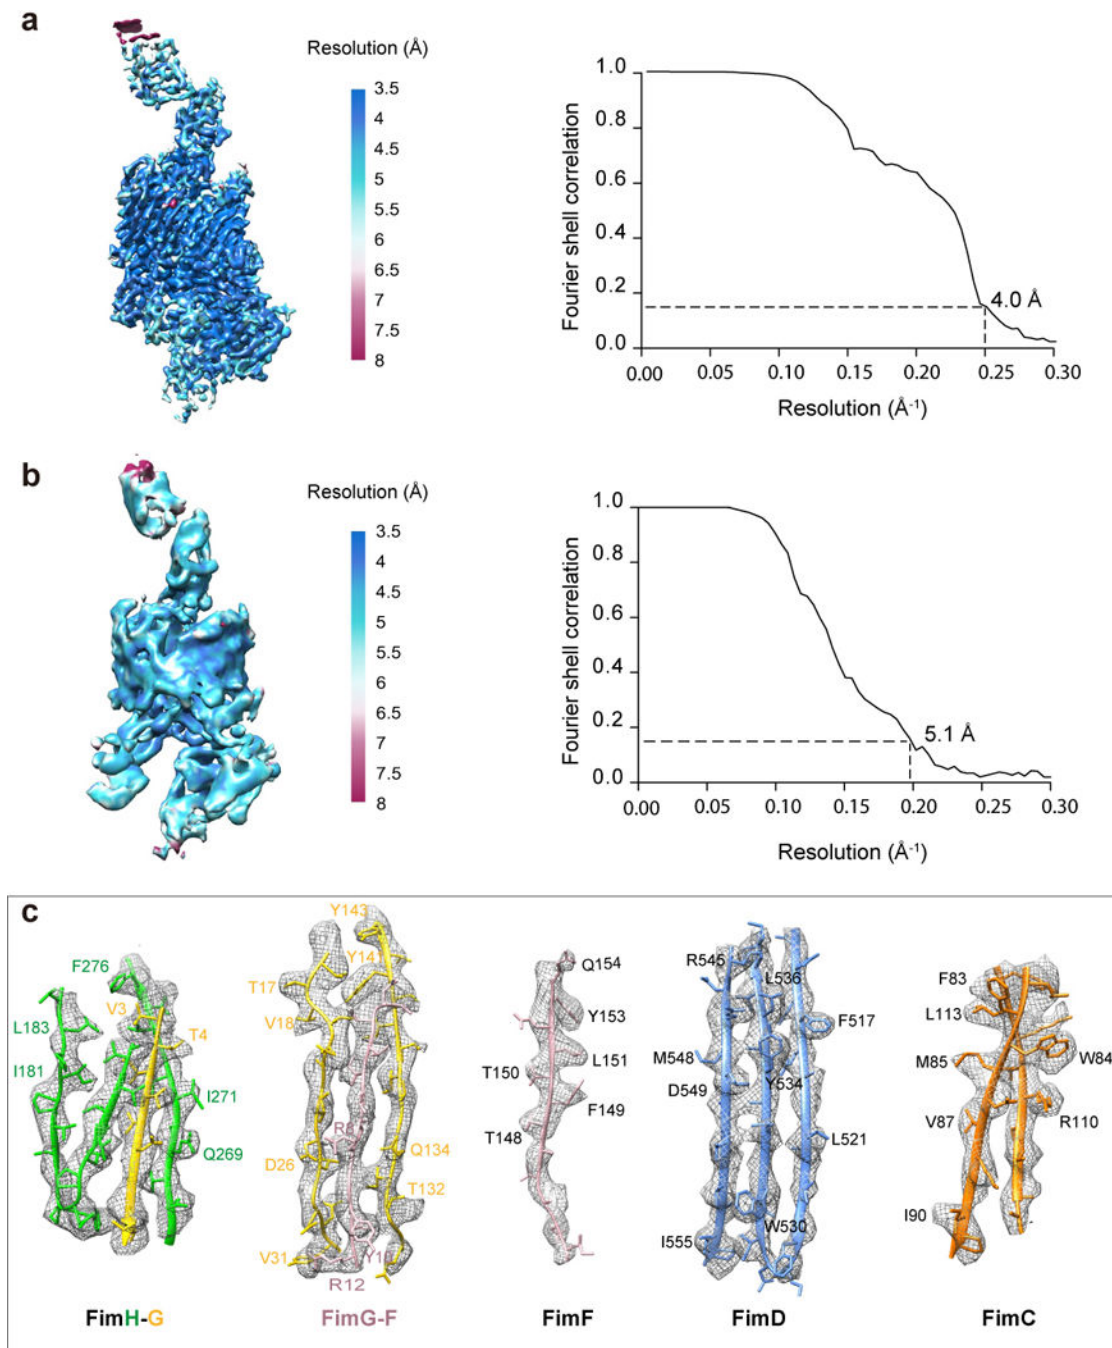 a
Resolution (Å)
3.5
4
4.5
5
5.5
6
6.5
7
7.5
8
Fourier shell correlation
1.0
0.8
0.6
0.4
0.2
0.0
4.0 Å
0.00 0.05 0.10 0.15 0.20 0.25 0.30
Resolution (Å-1)
b
Resolution (Å)
3.5
4
4.5
5
5.5
6
6.5
7
7.5
8
Fourier shell correlation
1.0
0.8
0.6
0.4
0.2
0.0
5.1 Å
0.00 0.05 0.10 0.15 0.20 0.25 0.30
Resolution (Å-1)
c
F276
V3
L183
T4
I181
I271
Q269
FimH-G
Y143
Y141
T17
V18
R8
D26
Q134
T132
V31
R12
FimG-F
Q154
Y153
L151
T150
F149
T148
FimF
R545
L536
F517
M548
Y534
D549
L521
W530
I555
FimD
F83
L113
W84
M85
V87
R110
I90
FimC